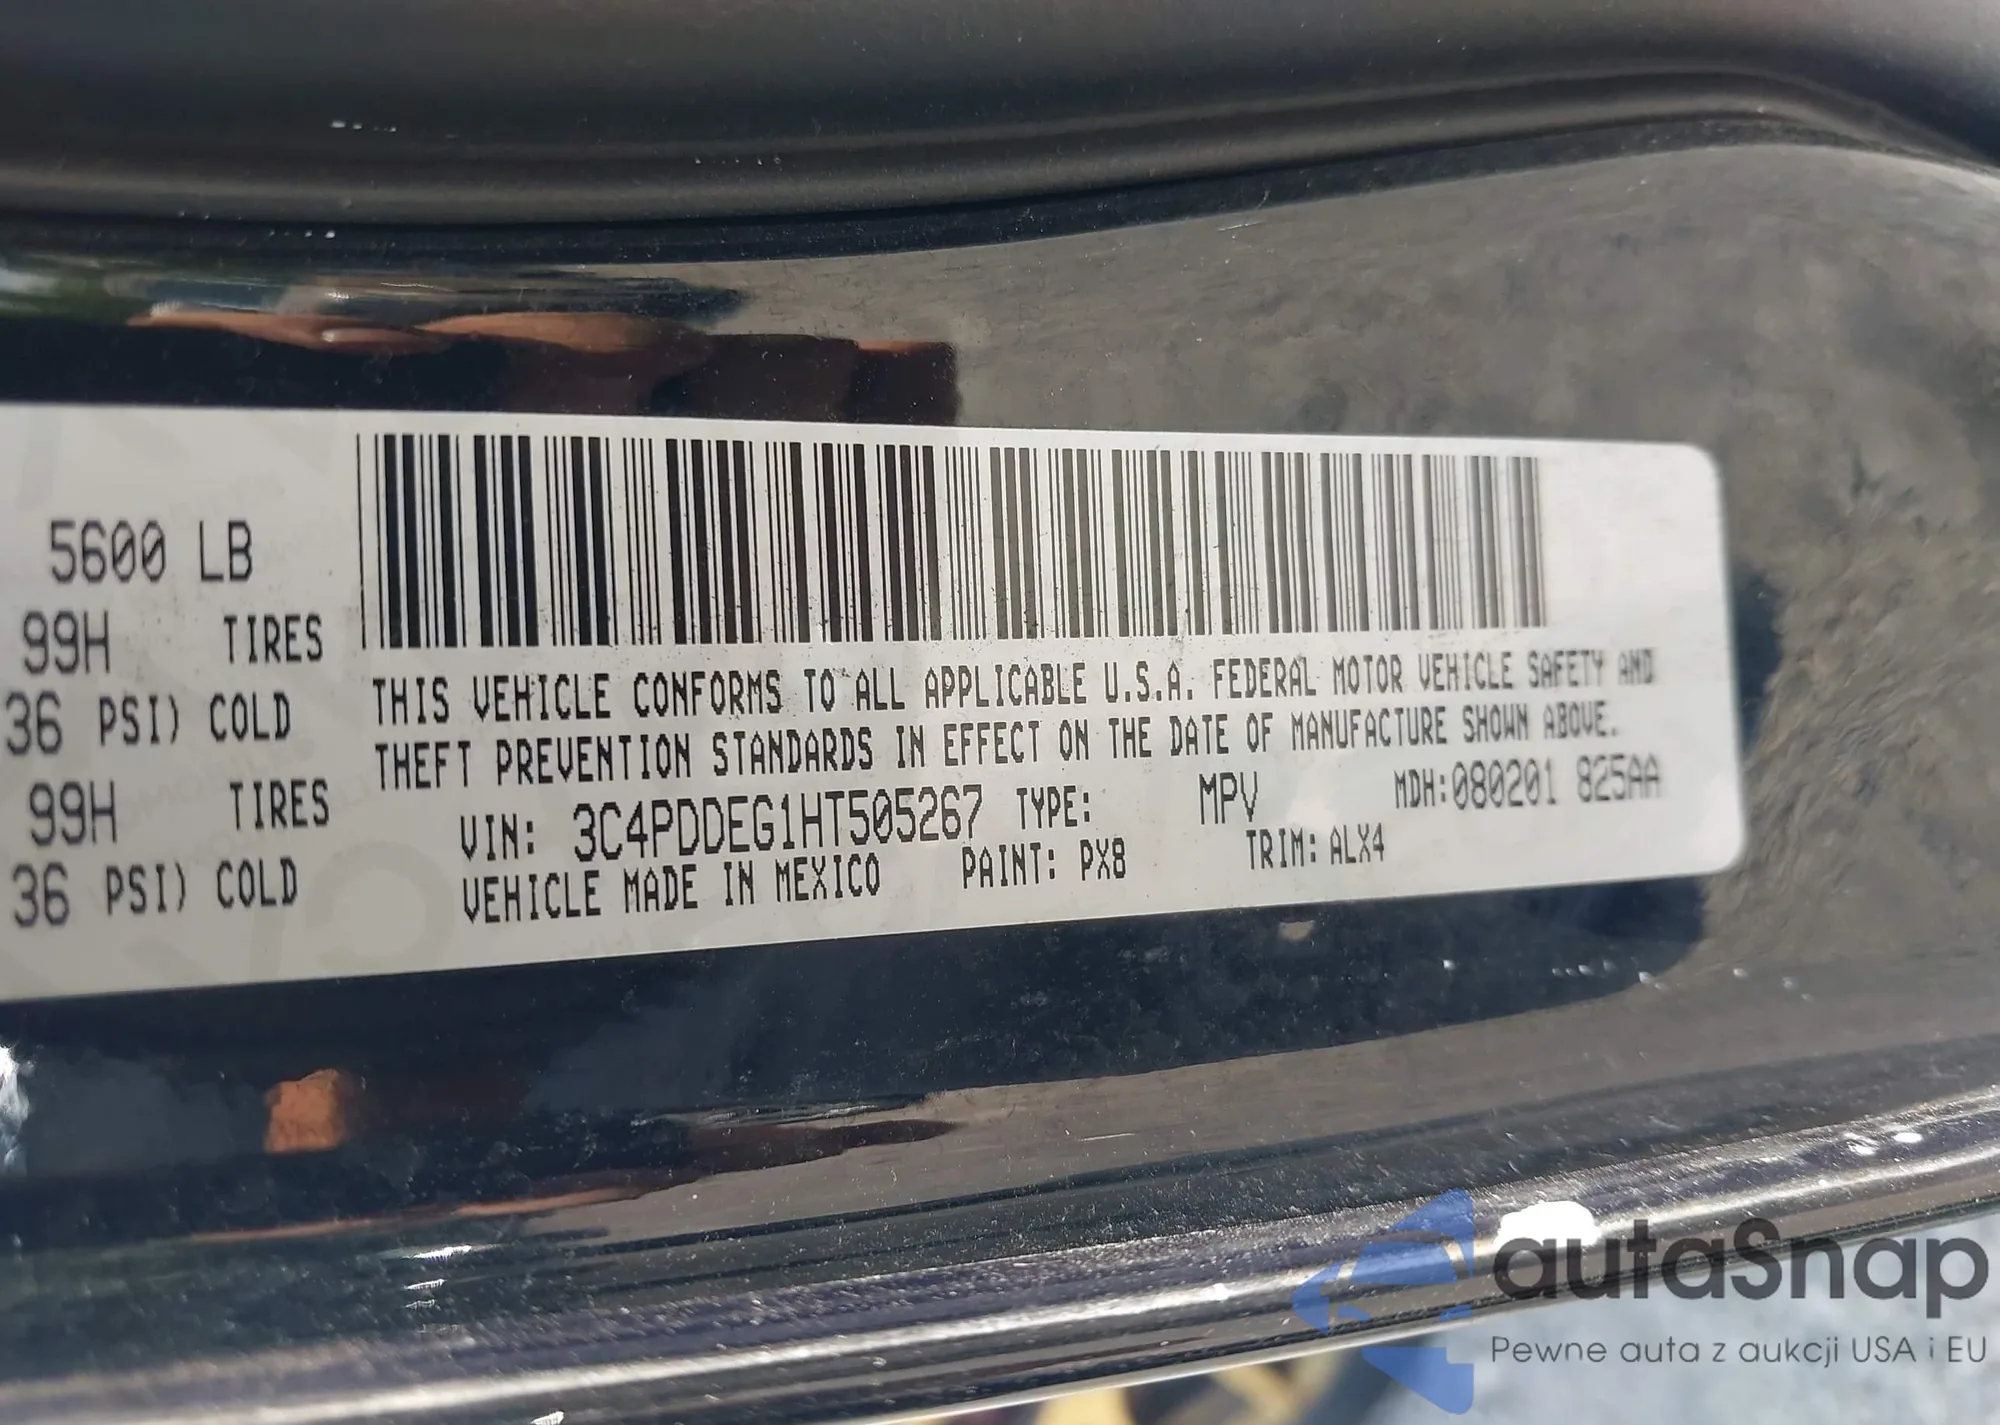 5600 LB
99H TIRES
36 PSI) COLD
99H TIRES
36 PSI) COLD
THIS VEHICLE CONFORMS TO ALL APPLICABLE U.S.A. FEDERAL MOTOR VEHICLE SAFETY AND
THEFT PREVENTION STANDARDS IN EFFECT ON THE DATE OF MANUFACTURE SHOWN ABOVE.
VIN: 3C4PDDEG1HT505267 TYPE: MPV MDH:080201 825AA
VEHICLE MADE IN MEXICO PAINT: PX8 TRIM: ALX4
autaSnap
Pewne auta z aukcji USA i EU